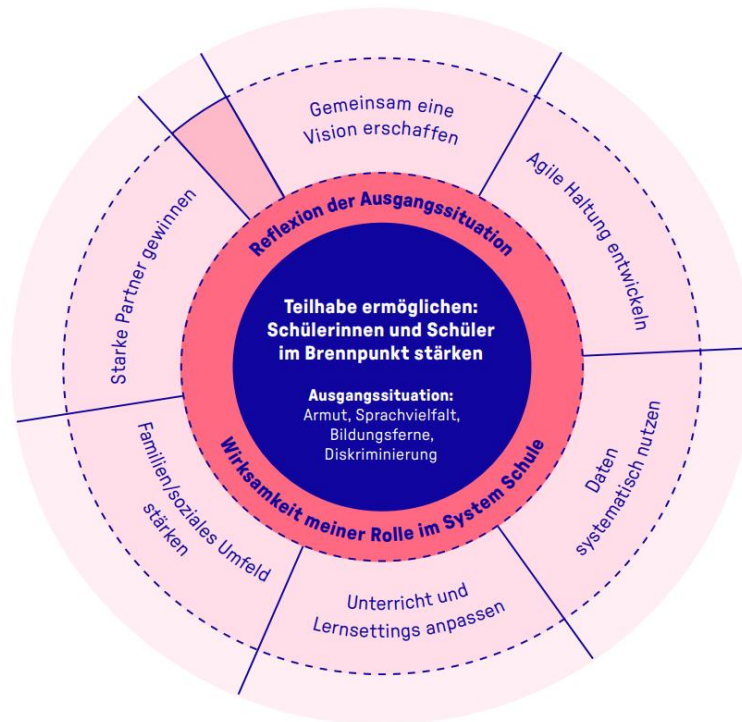 Gemeinsam eine
Vision erschaffen
Agile Haltung entwickeln
Daten
systematisch nutzen
Unterricht und
Lernsettings anpassen
Familien/soziales Umfeld
stärken
Starke Partner gewinnen
Reflexion der Ausgangssituation
Teilhabe ermöglichen:
Schülerinnen und Schüler
im Brennpunkt stärken
Ausgangssituation:
Armut, Sprachvielfalt,
Bildungsferne,
Diskriminierung
Wirksamkeit meiner Rolle im System Schule